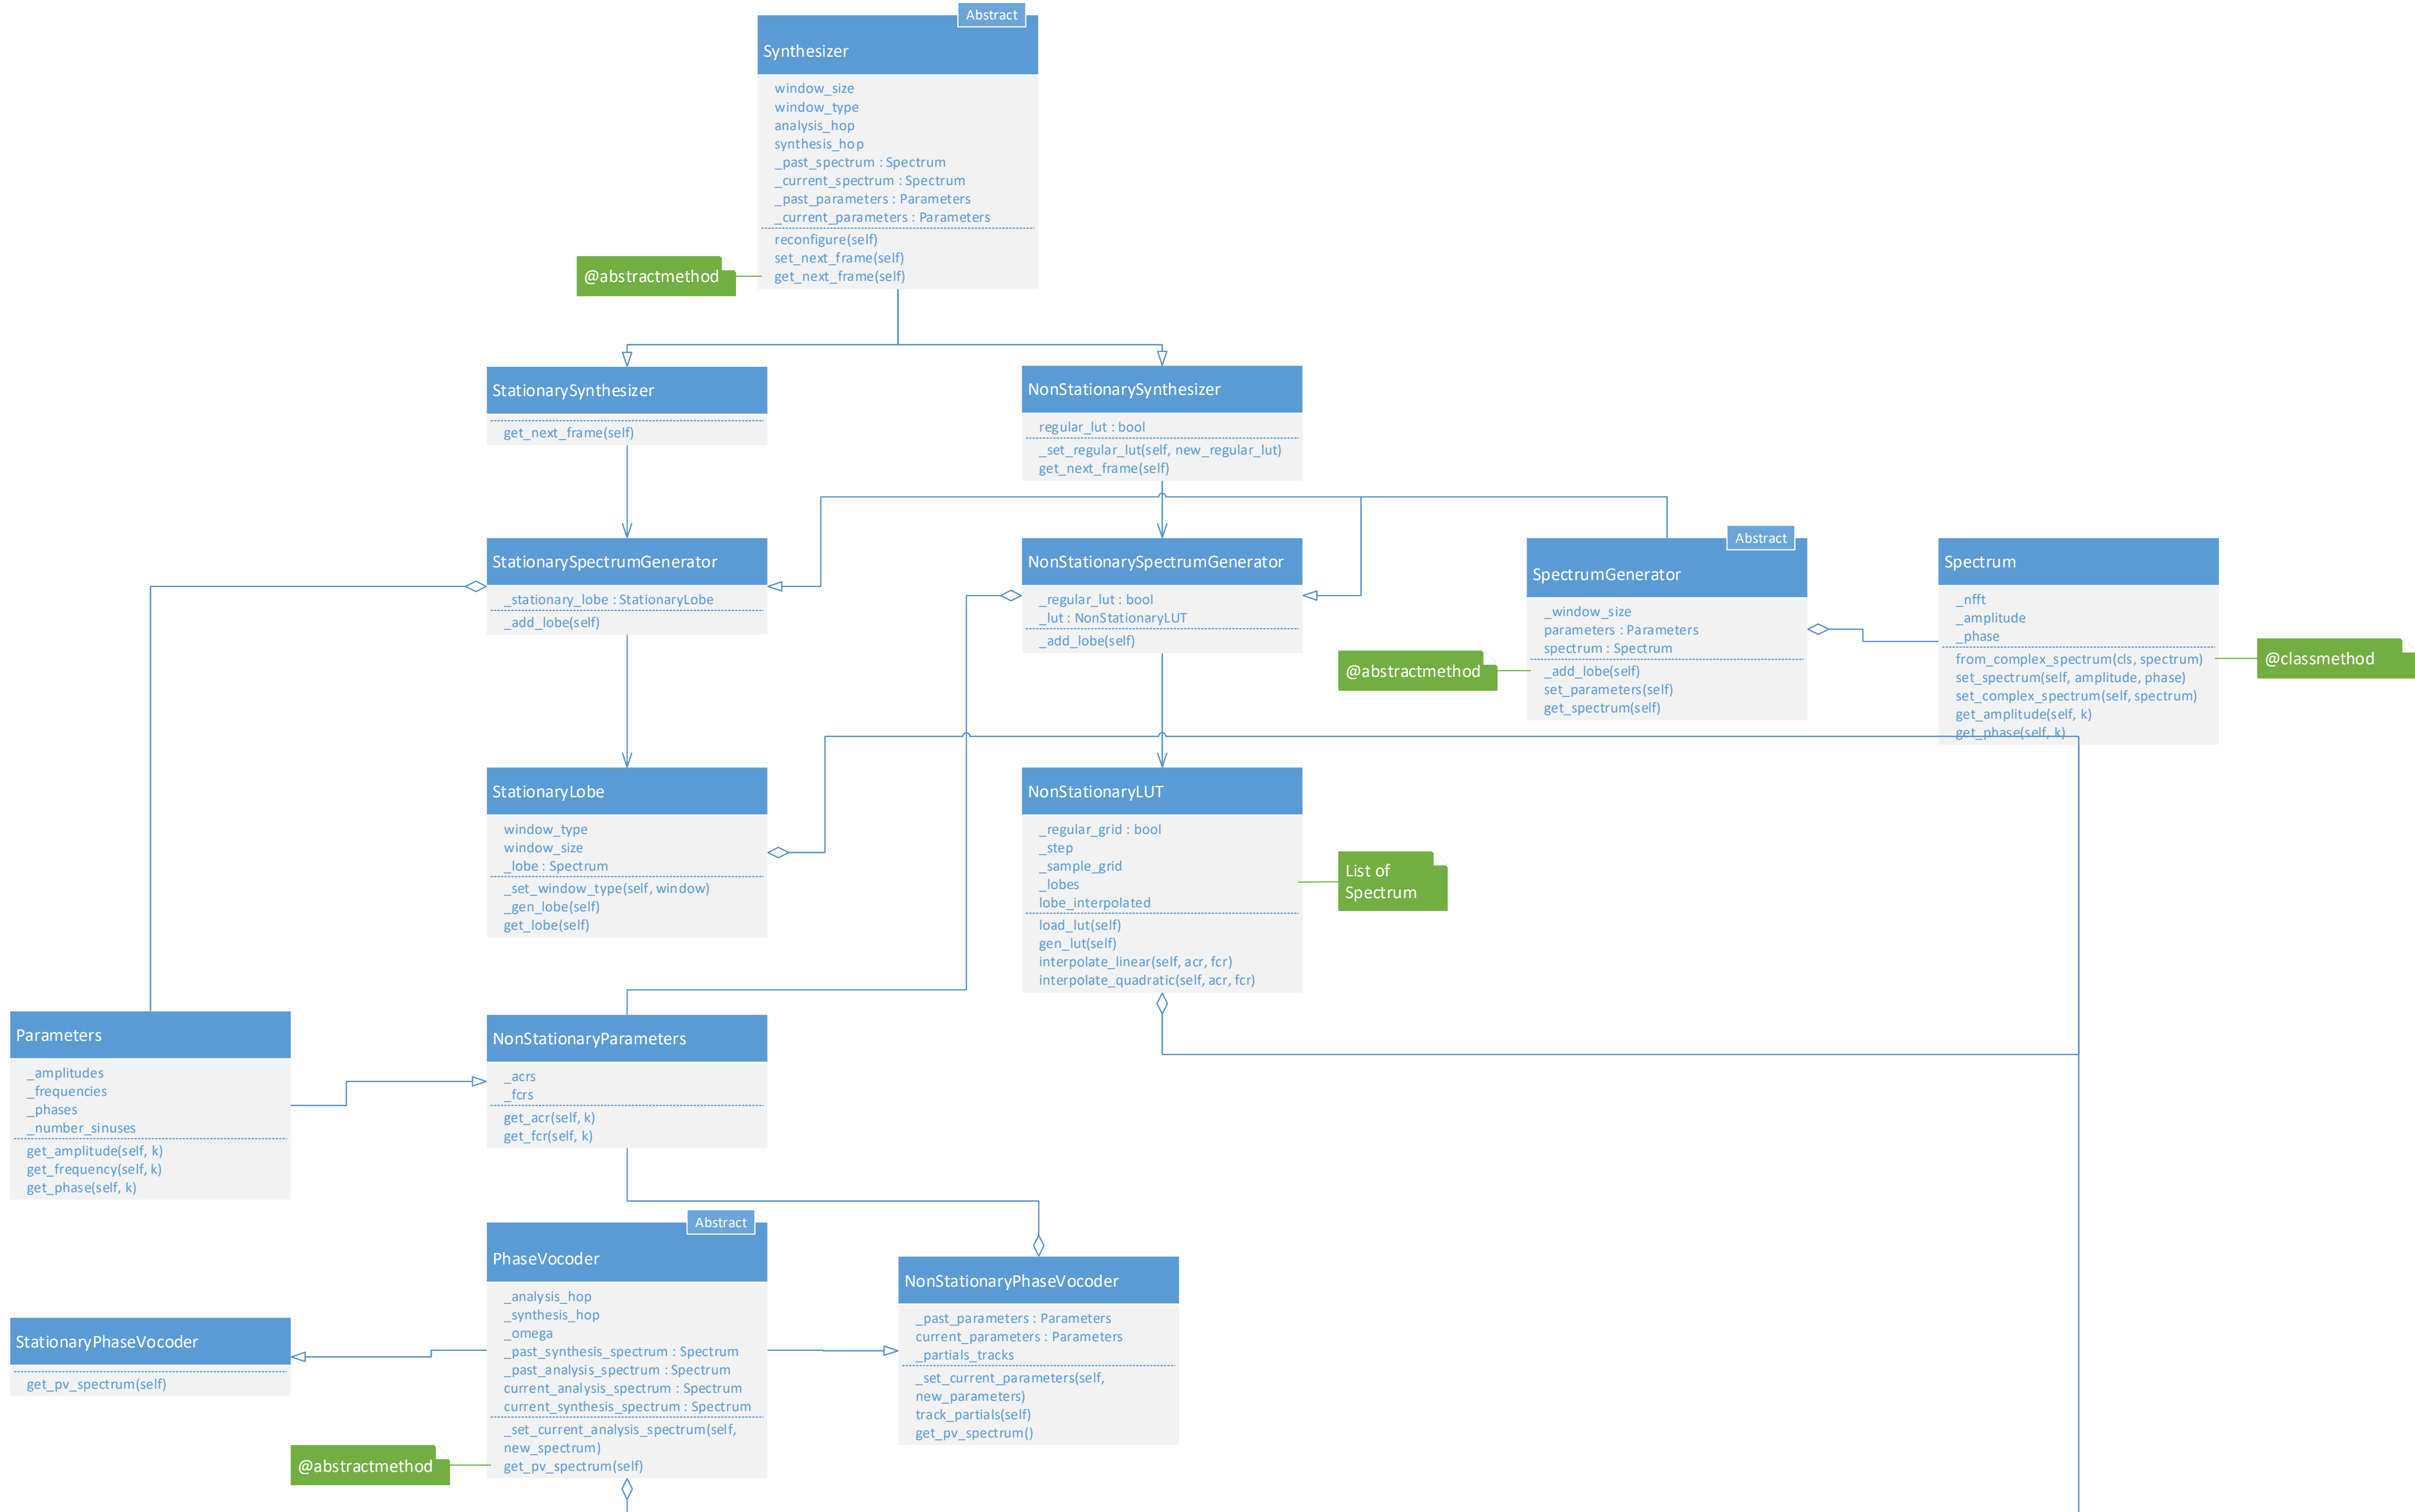 Abstract
Synthesizer
window_size
window_type
analysis_hop
synthesis_hop
_past_spectrum : Spectrum
_current_spectrum : Spectrum
_past_parameters : Parameters
_current_parameters : Parameters
reconfigure(self)
set_next_frame(self)
get_next_frame(self)
@abstractmethod
StationarySynthesizer
get_next_frame(self)
NonStationarySynthesizer
regular_lut : bool
_set_regular_lut(self, new_regular_lut)
get_next_frame(self)
StationarySpectrumGenerator
_stationary_lobe : StationaryLobe
_add_lobe(self)
NonStationarySpectrumGenerator
_regular_lut : bool
_lut : NonStationaryLUT
_add_lobe(self)
Abstract
SpectrumGenerator
_window_size
parameters : Parameters
spectrum : Spectrum
_add_lobe(self)
set_parameters(self)
get_spectrum(self)
@abstractmethod
Spectrum
_nfft
_amplitude
_phase
from_complex_spectrum(cls, spectrum)
set_spectrum(self, amplitude, phase)
set_complex_spectrum(self, spectrum)
get_amplitude(self, k)
get_phase(self, k)
@classmethod
StationaryLobe
window_type
window_size
_lobe : Spectrum
_set_window_type(self, window)
_gen_lobe(self)
get_lobe(self)
NonStationaryLUT
_regular_grid : bool
_step
_sample_grid
_lobes
lobe_interpolated
load_lut(self)
gen_lut(self)
interpolate_linear(self, acr, fcr)
interpolate_quadratic(self, acr, fcr)
List of
Spectrum
Parameters
_amplitudes
_frequencies
_phases
_number_sinuses
get_amplitude(self, k)
get_frequency(self, k)
get_phase(self, k)
NonStationaryParameters
_acrs
_fcrs
get_acr(self, k)
get_fcr(self, k)
Abstract
PhaseVocoder
_analysis_hop
_synthesis_hop
_omega
_past_synthesis_spectrum : Spectrum
_past_analysis_spectrum : Spectrum
current_analysis_spectrum : Spectrum
current_synthesis_spectrum : Spectrum
_set_current_analysis_spectrum(self,
new_spectrum)
get_pv_spectrum(self)
@abstractmethod
StationaryPhaseVocoder
get_pv_spectrum(self)
NonStationaryPhaseVocoder
_past_parameters : Parameters
current_parameters : Parameters
_partials_tracks
_set_current_parameters(self,
new_parameters)
track_partials(self)
get_pv_spectrum()